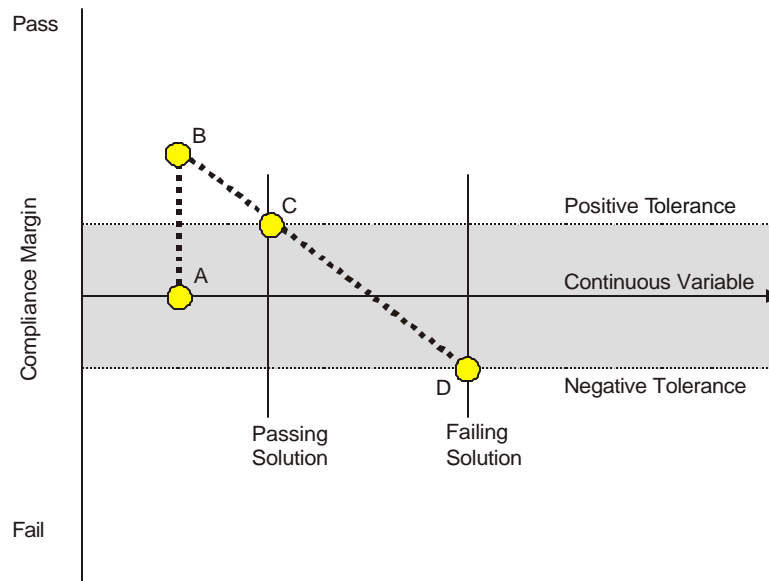 Pass
B
C
Positive Tolerance
A
Continuous Variable
Compliance Margin
D
Negative Tolerance
Passing
Solution
Failing
Solution
Fail